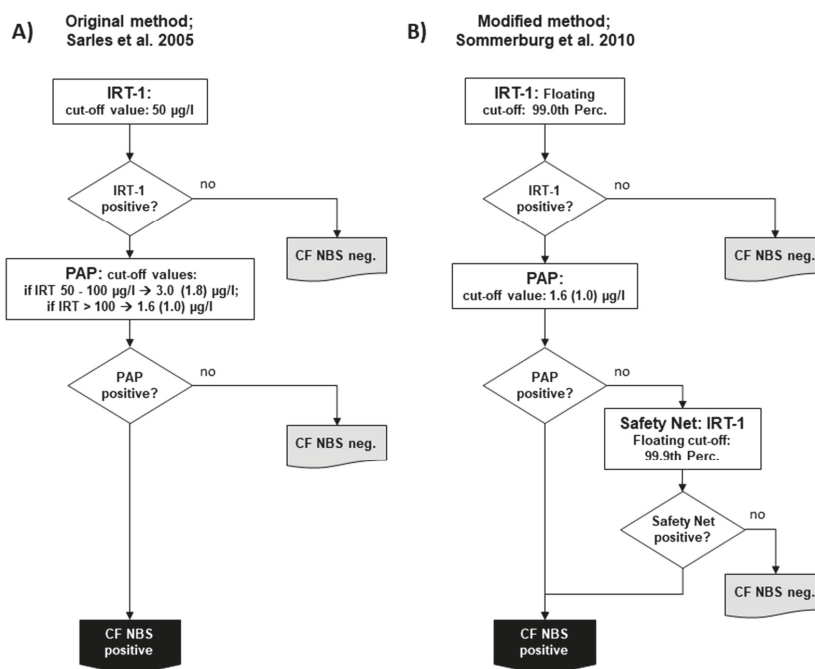 A)
Original method;
Sarles et al. 2005
IRT-1:
cut-off value: 50 µg/l
IRT-1
positive?
no
CF NBS neg.
PAP: cut-off values:
if IRT 50 - 100 µg/l → 3.0 (1.8) µg/l;
if IRT > 100 → 1.6 (1.0) µg/l
PAP
positive?
no
CF NBS neg.
CF NBS
positive
B)
Modified method;
Sommerburg et al. 2010
IRT-1: Floating
cut-off: 99.0th Perc.
IRT-1
positive?
no
CF NBS neg.
PAP:
cut-off value: 1.6 (1.0) µg/l
PAP
positive?
no
Safety Net: IRT-1
Floating cut-off:
99.9th Perc.
Safety Net
positive?
no
CF NBS neg.
CF NBS
positive